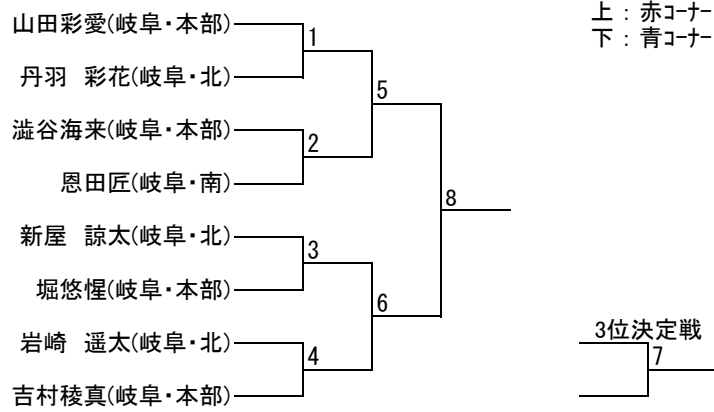 上：赤ｺｰﾅｰ
下：青ｺｰﾅｰ
山田彩愛(岐阜・本部)
1
丹羽　彩花(岐阜・北)
5
澁谷海来(岐阜・本部)
2
恩田匠(岐阜・南)
8
新屋　諒太(岐阜・北)
3
堀悠惺(岐阜・本部)
6
岩崎　遥太(岐阜・北)
4
吉村稜真(岐阜・本部)
3位決定戦
7